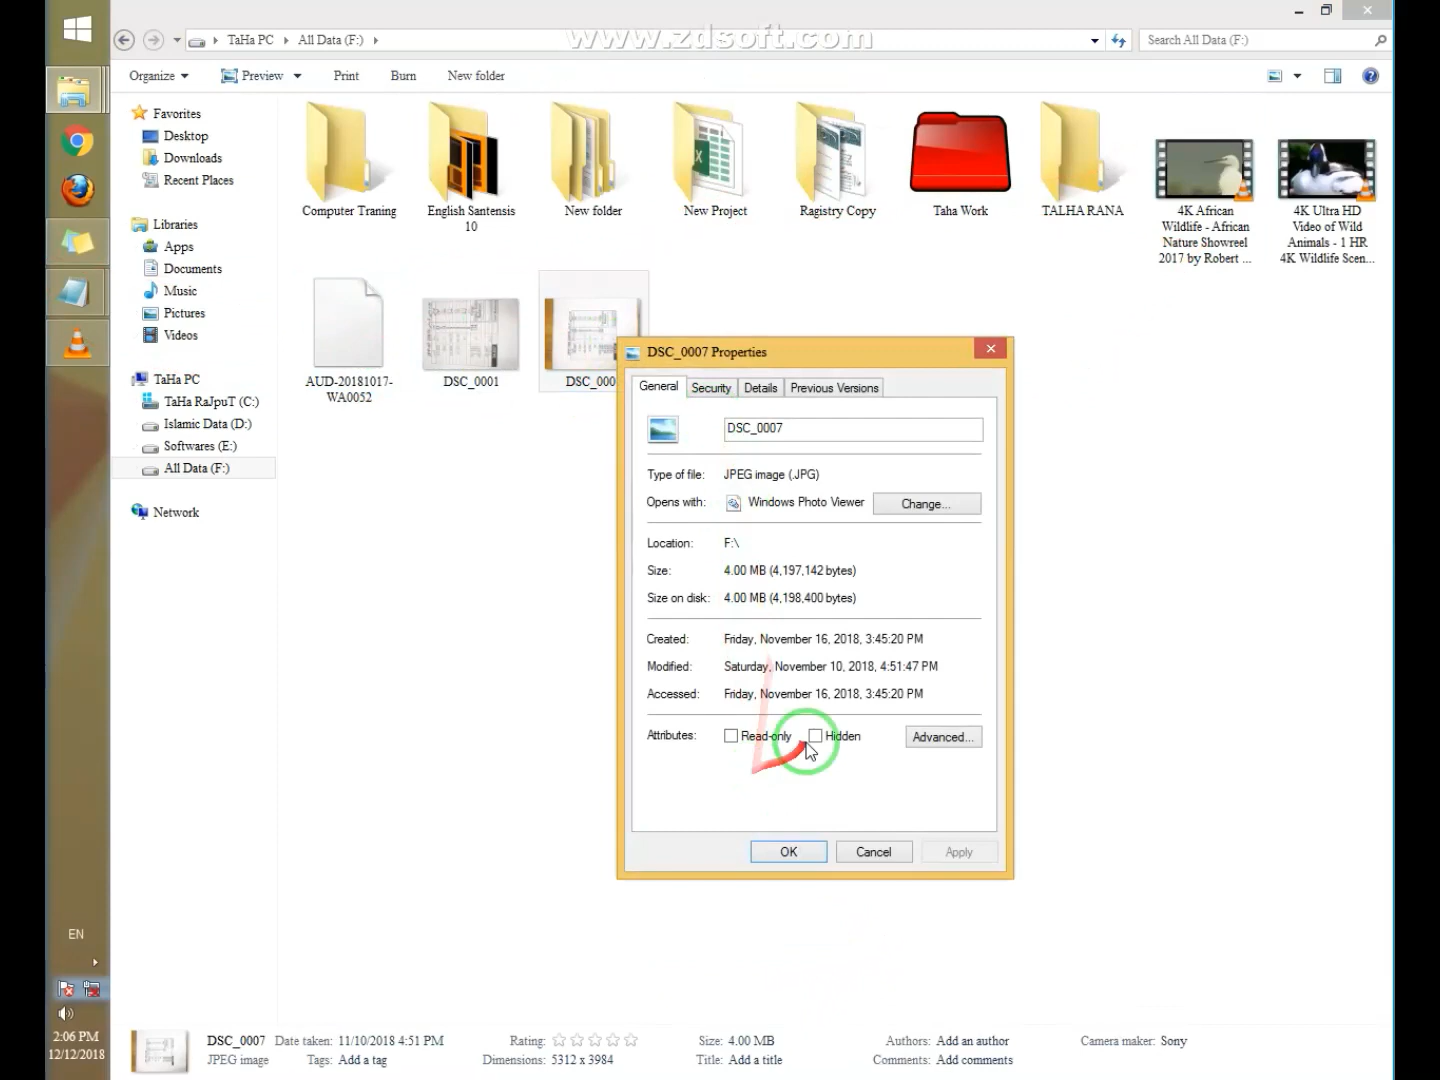 TaHa PC
All Data (F:)
www.zdsoft.com
Search All Data (F:)
Organize
Preview
Print
Burn
New folder
Favorites
Desktop
Downloads
Recent Places
Libraries
Apps
Documents
Music
Pictures
Videos
TaHa PC
TaHa RaJpuT (C:)
Islamic Data (D:)
Softwares (E:)
All Data (F:)
Network
Computer Traning
English Santensis
10
New folder
New Project
Ragistry Copy
Taha Work
TALHA RANA
4K African
Wildlife - African
Nature Showreel
2017 by Robert ...
4K Ultra HD
Video of Wild
Animals - 1 HR
4K Wildlife Scen...
AUD-20181017-
WA0052
DSC_0001
DSC_000
DSC_0007 Properties
General
Security
Details
Previous Versions
DSC_0007
Type of file: JPEG image (.JPG)
Opens with: Windows Photo Viewer
Change...
Location: F:\
Size: 4.00 MB (4,197,142 bytes)
Size on disk: 4.00 MB (4,198,400 bytes)
Created: Friday, November 16, 2018, 3:45:20 PM
Modified: Saturday, November 10, 2018, 4:51:47 PM
Accessed: Friday, November 16, 2018, 3:45:20 PM
Attributes: Read-only Hidden
Advanced...
OK
Cancel
Apply
EN
2:06 PM
12/12/2018
DSC_0007 Date taken: 11/10/2018 4:51 PM
JPEG image Tags: Add a tag
Rating:
Dimensions: 5312 x 3984
Size: 4.00 MB
Title: Add a title
Authors: Add an author
Comments: Add comments
Camera maker: Sony